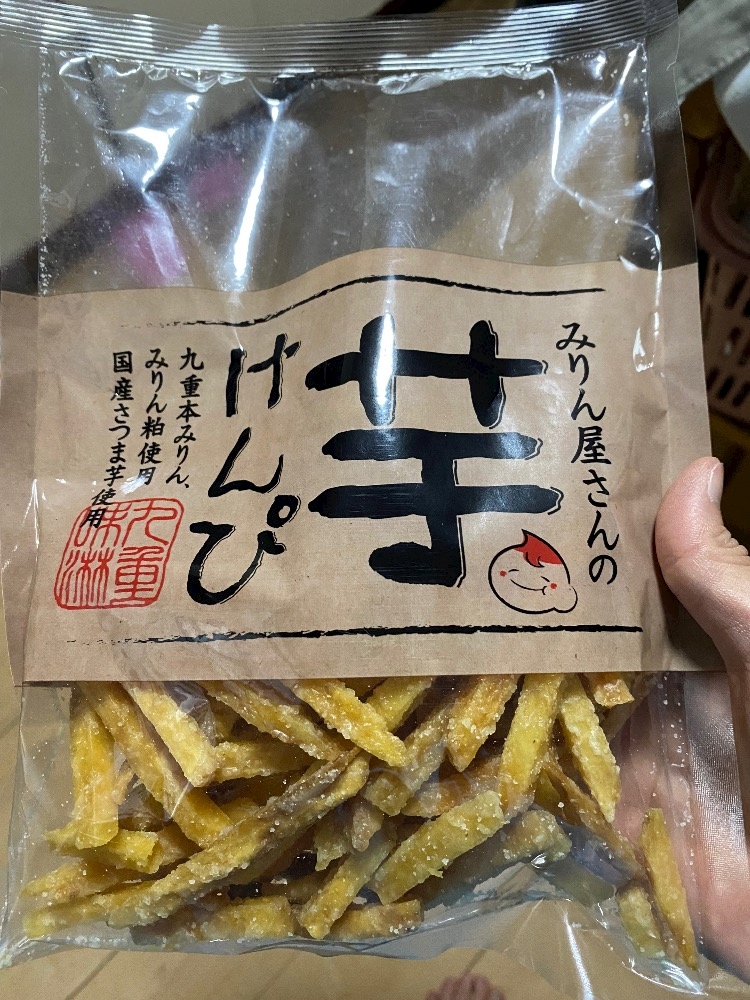 みりん屋さんの
芋
けんぴ
九重本みりん、
みりん粕使用
国産さつま芋使用
九重
味淋